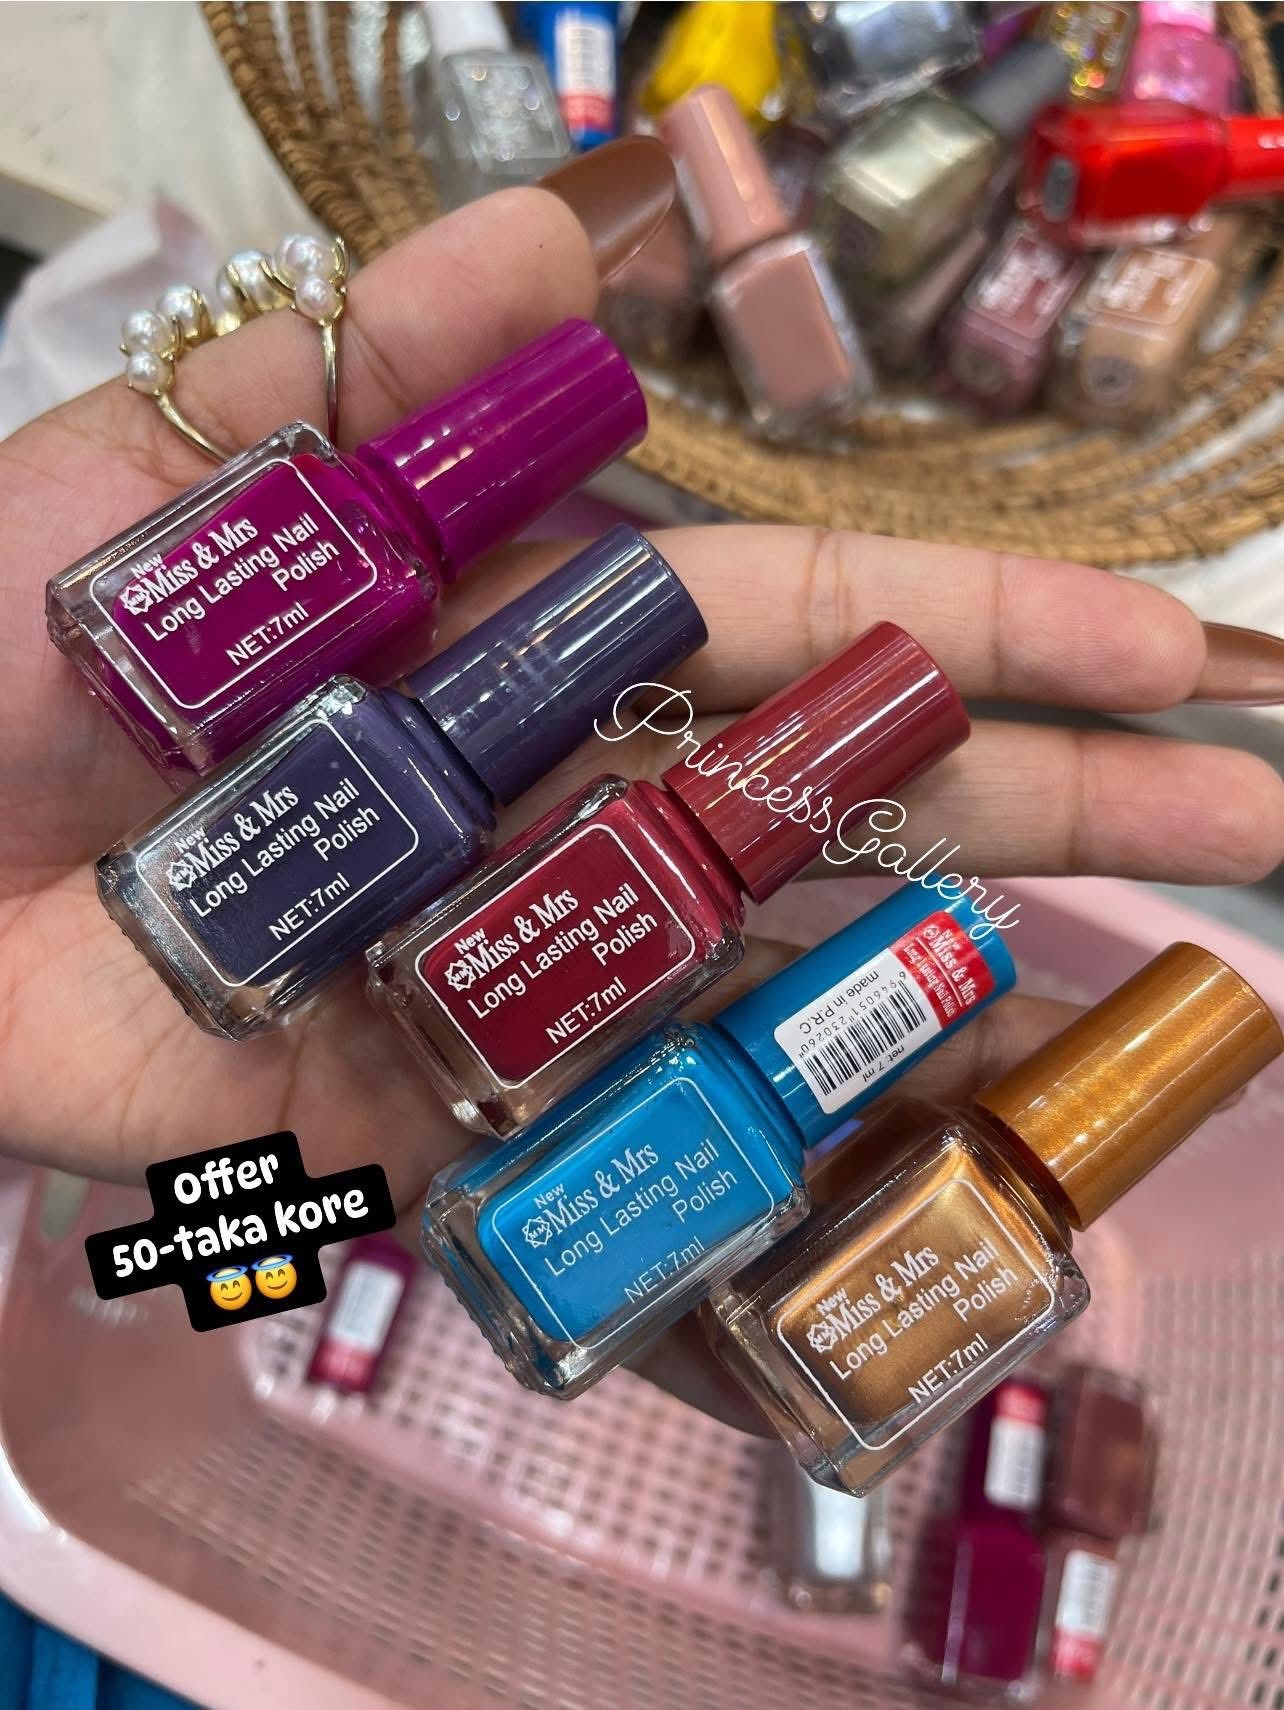 New
Miss & Mrs
Long Lasting Nail
Polish
NET:7ml
New
Miss & Mrs
Long Lasting Nail
Polish
NET:7ml
PrincessGallery
New
Miss & Mrs
Long Lasting Nail
Polish
NET:7ml
New
Miss & Mrs
Long Lasting Nail Polish
6946051230260
made in P.R.C
net: 7 ml
New
Miss & Mrs
Long Lasting Nail
Polish
NET:7ml
New
Miss & Mrs
Long Lasting Nail
Polish
NET:7ml
Offer
50-taka kore
😇😇